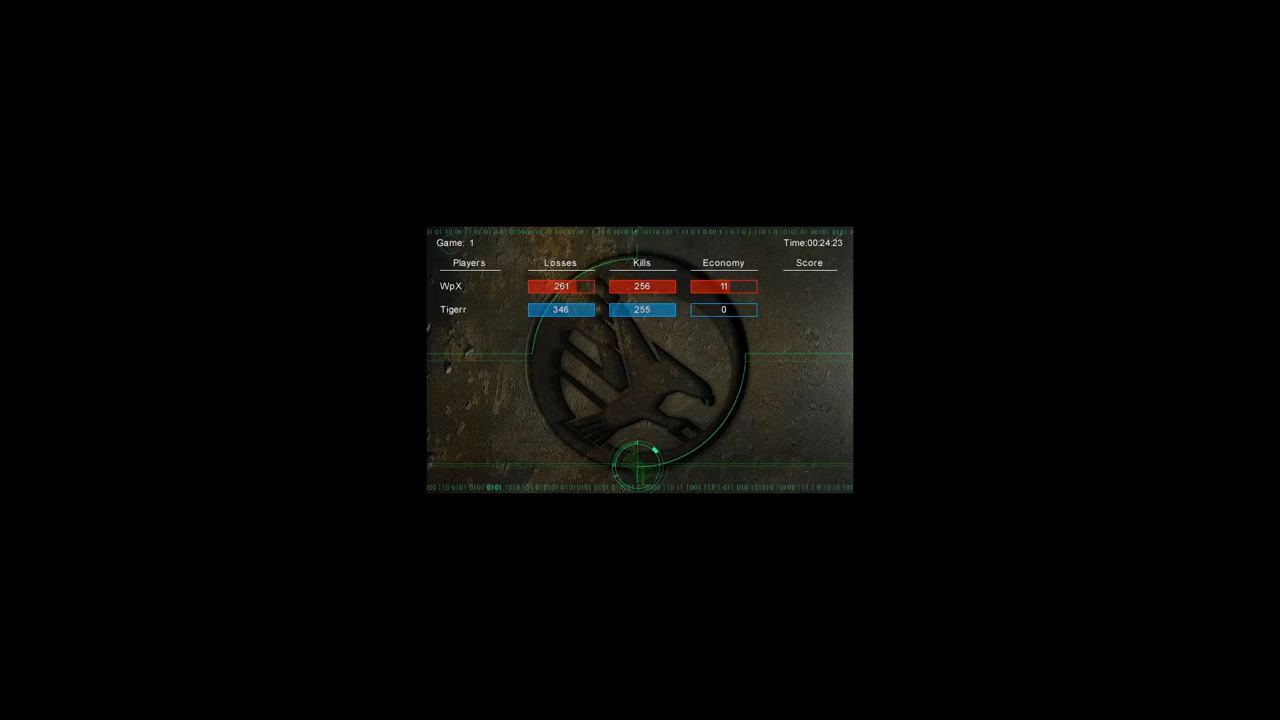 Game: 1 Time:00:24:23
Players Losses Kills Economy Score
WpX 261 256 11
Tigerr 346 255 0